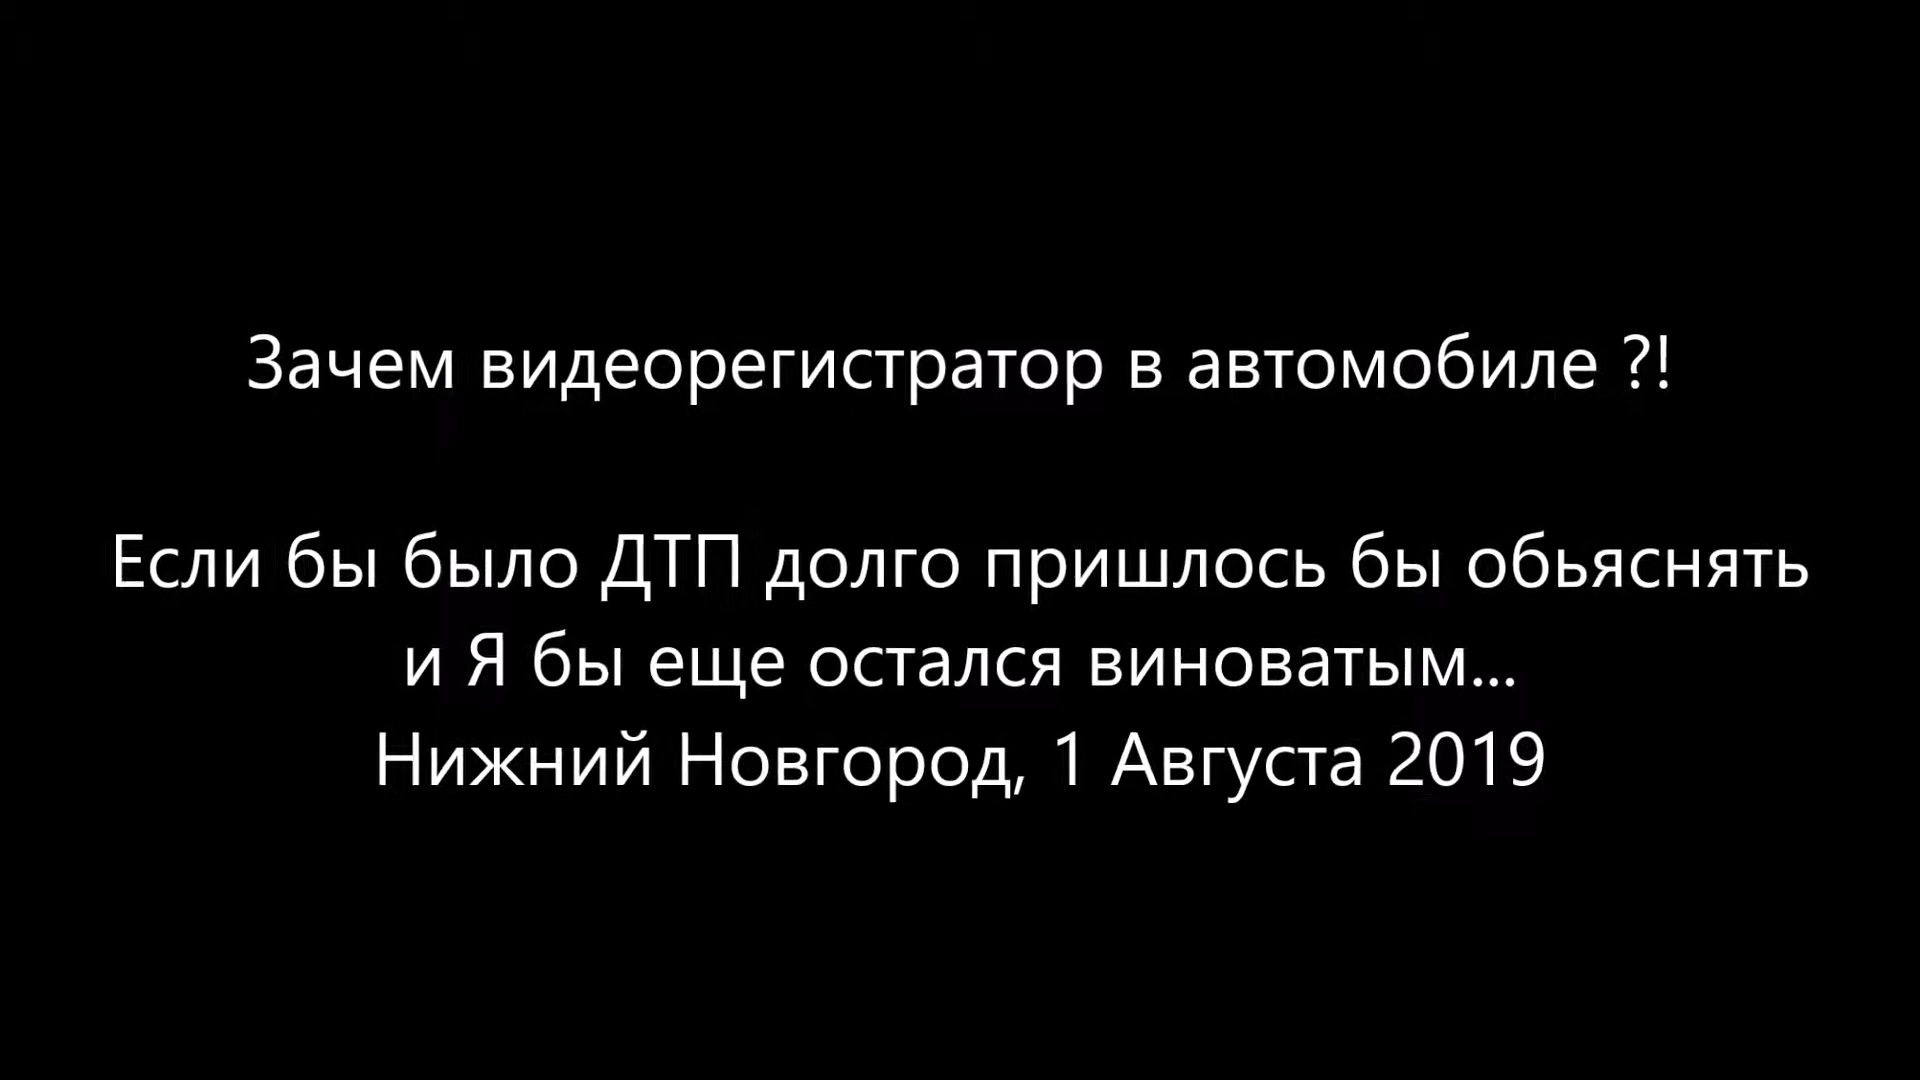 Зачем видеорегистратор в автомобиле ?!
Если бы было ДТП долго пришлось бы обьяснять
и Я бы еще остался виноватым...
Нижний Новгород, 1 Августа 2019